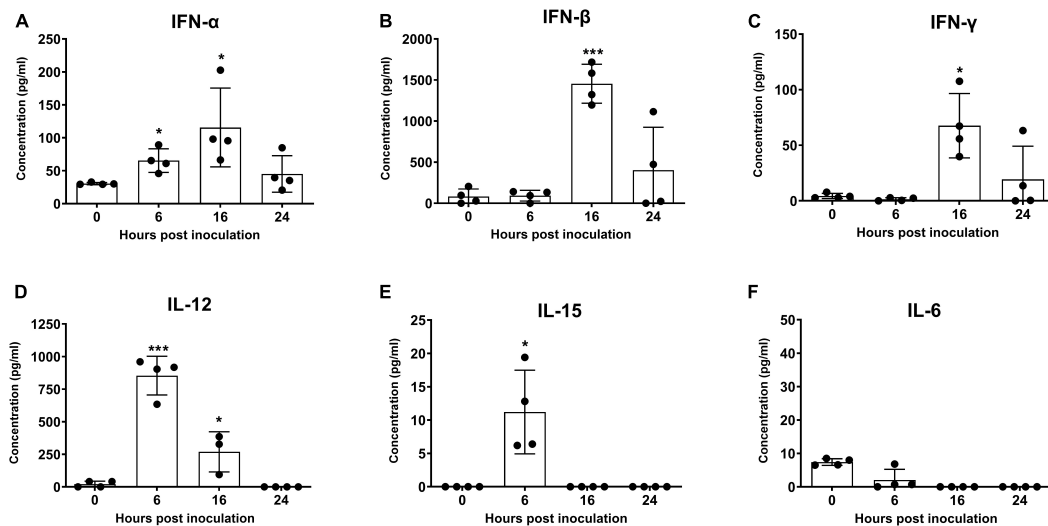 A
IFN-α
Concentration (pg/ml)
250
200
150
100
50
0
*
*
0 6 16 24
Hours post inoculation
B
IFN-β
Concentration (pg/ml)
2000
1500
1000
500
0
***
0 6 16 24
Hours post inoculation
C
IFN-γ
Concentration (pg/ml)
150
100
50
0
*
0 6 16 24
Hours post inoculation
D
IL-12
Concentration (pg/ml)
1250
1000
750
500
250
0
***
*
0 6 16 24
Hours post inoculation
E
IL-15
Concentration (pg/ml)
25
20
15
10
5
0
*
0 6 16 24
Hours post inoculation
F
IL-6
Concentration (pg/ml)
50
40
30
20
10
0
0 6 16 24
Hours post inoculation